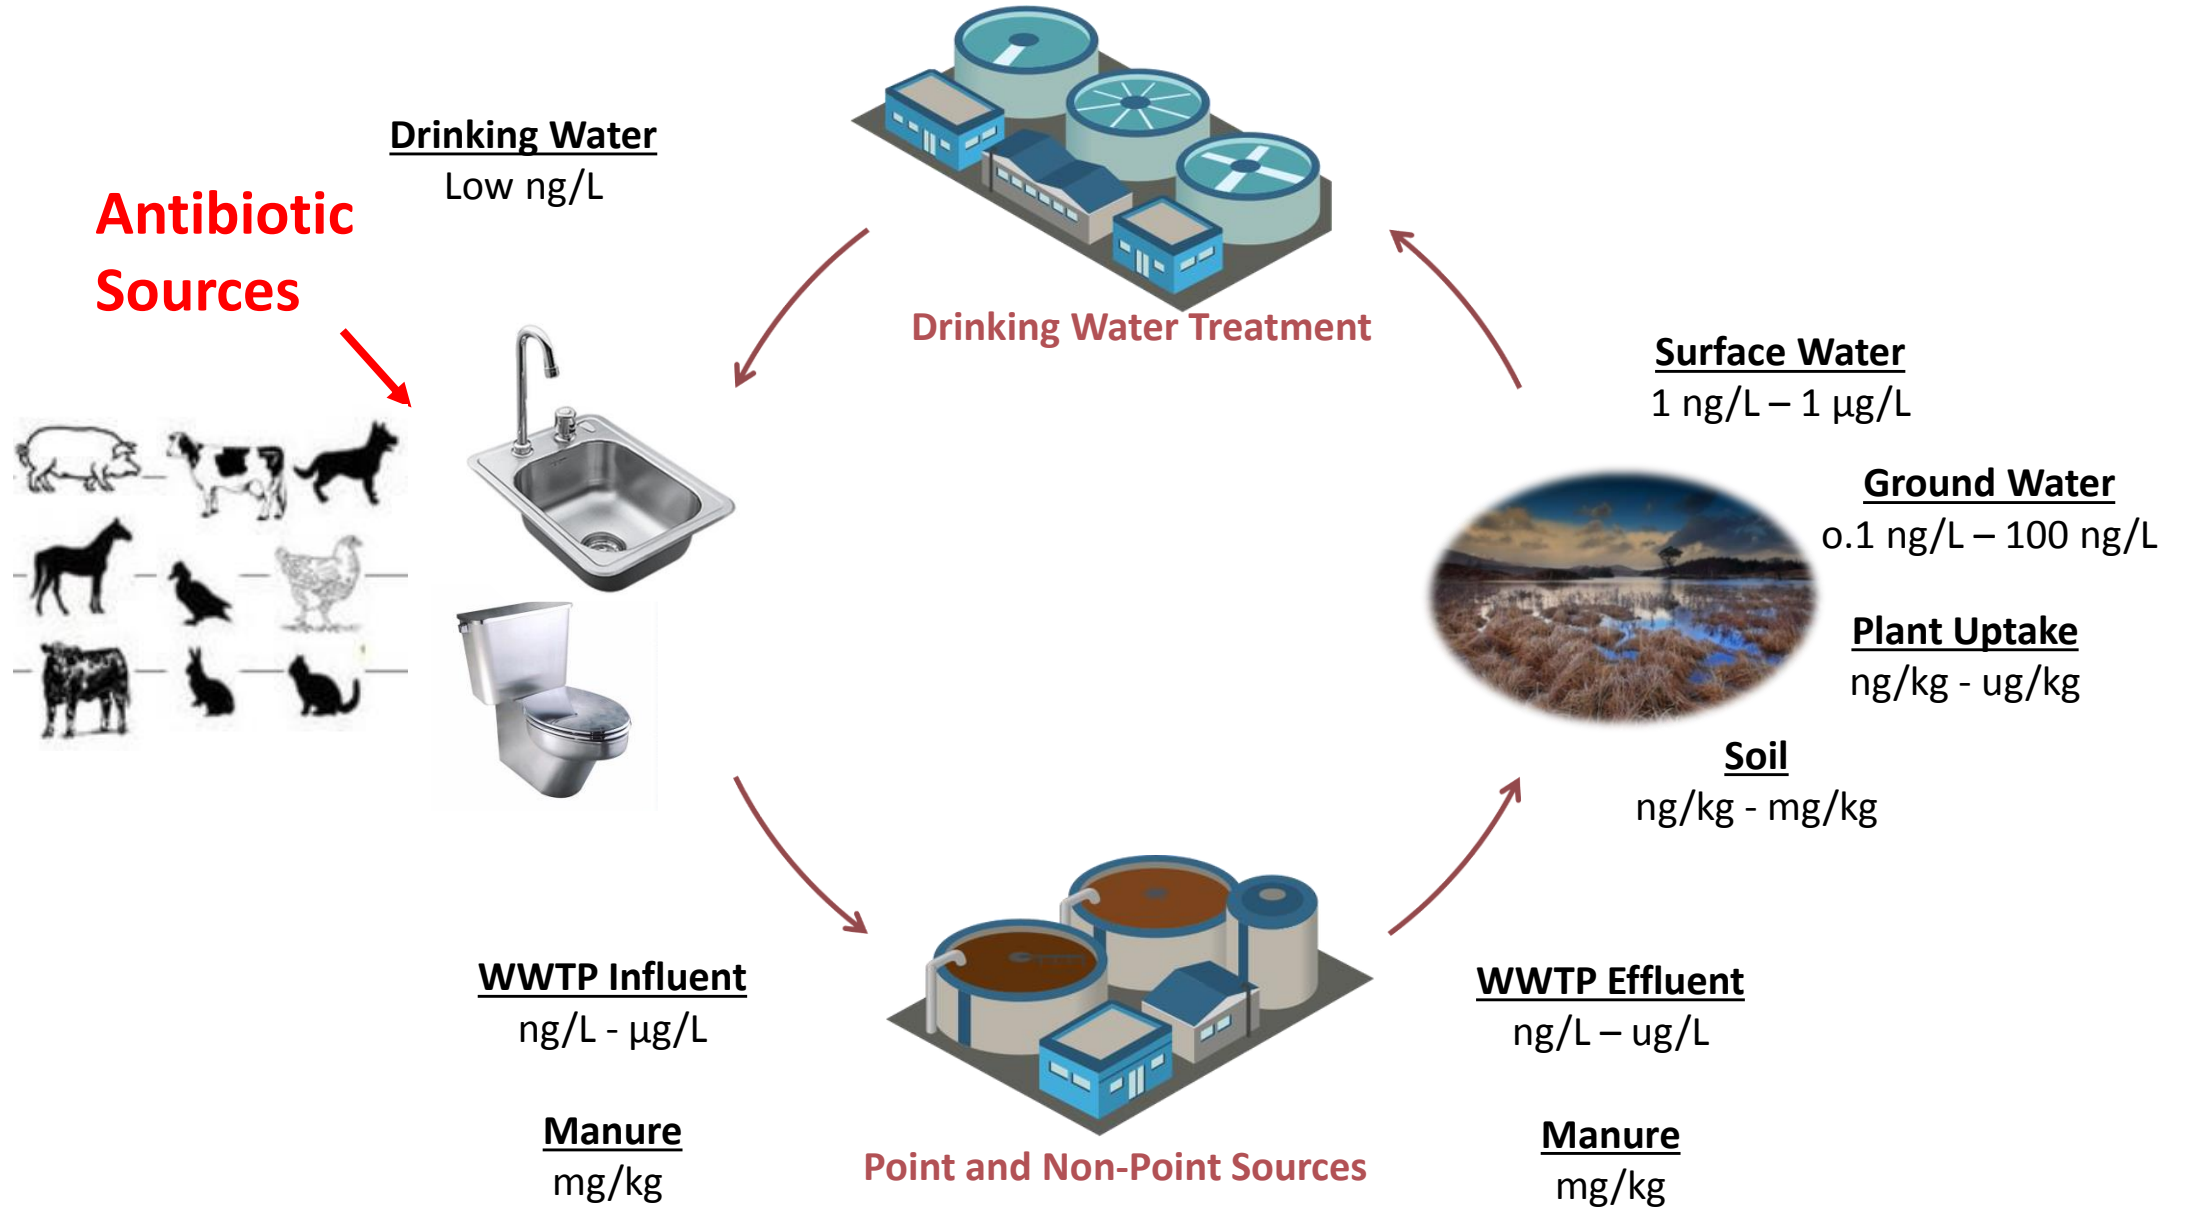 Drinking Water
Low ng/L
Antibiotic
Sources
Drinking Water Treatment
Surface Water
1 ng/L – 1 µg/L
Ground Water
o.1 ng/L – 100 ng/L
Plant Uptake
ng/kg - ug/kg
Soil
ng/kg - mg/kg
WWTP Influent
ng/L - µg/L
Manure
mg/kg
Point and Non-Point Sources
WWTP Effluent
ng/L – ug/L
Manure
mg/kg